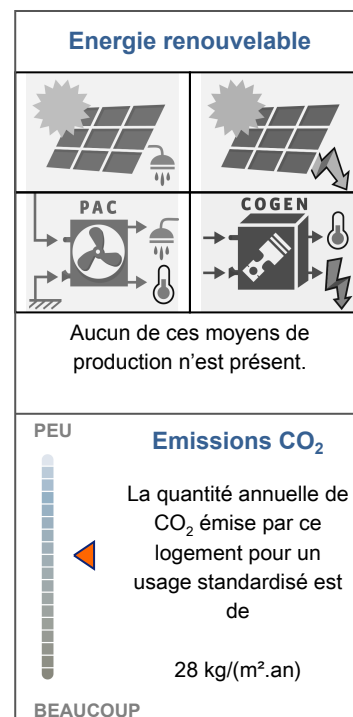 Energie renouvelable
PAC
COGEN
Aucun de ces moyens de
production n'est présent.
PEU
Emissions CO₂
La quantité annuelle de
CO₂ émise par ce
logement pour un
usage standardisé est
de
28 kg/(m².an)
BEAUCOUP